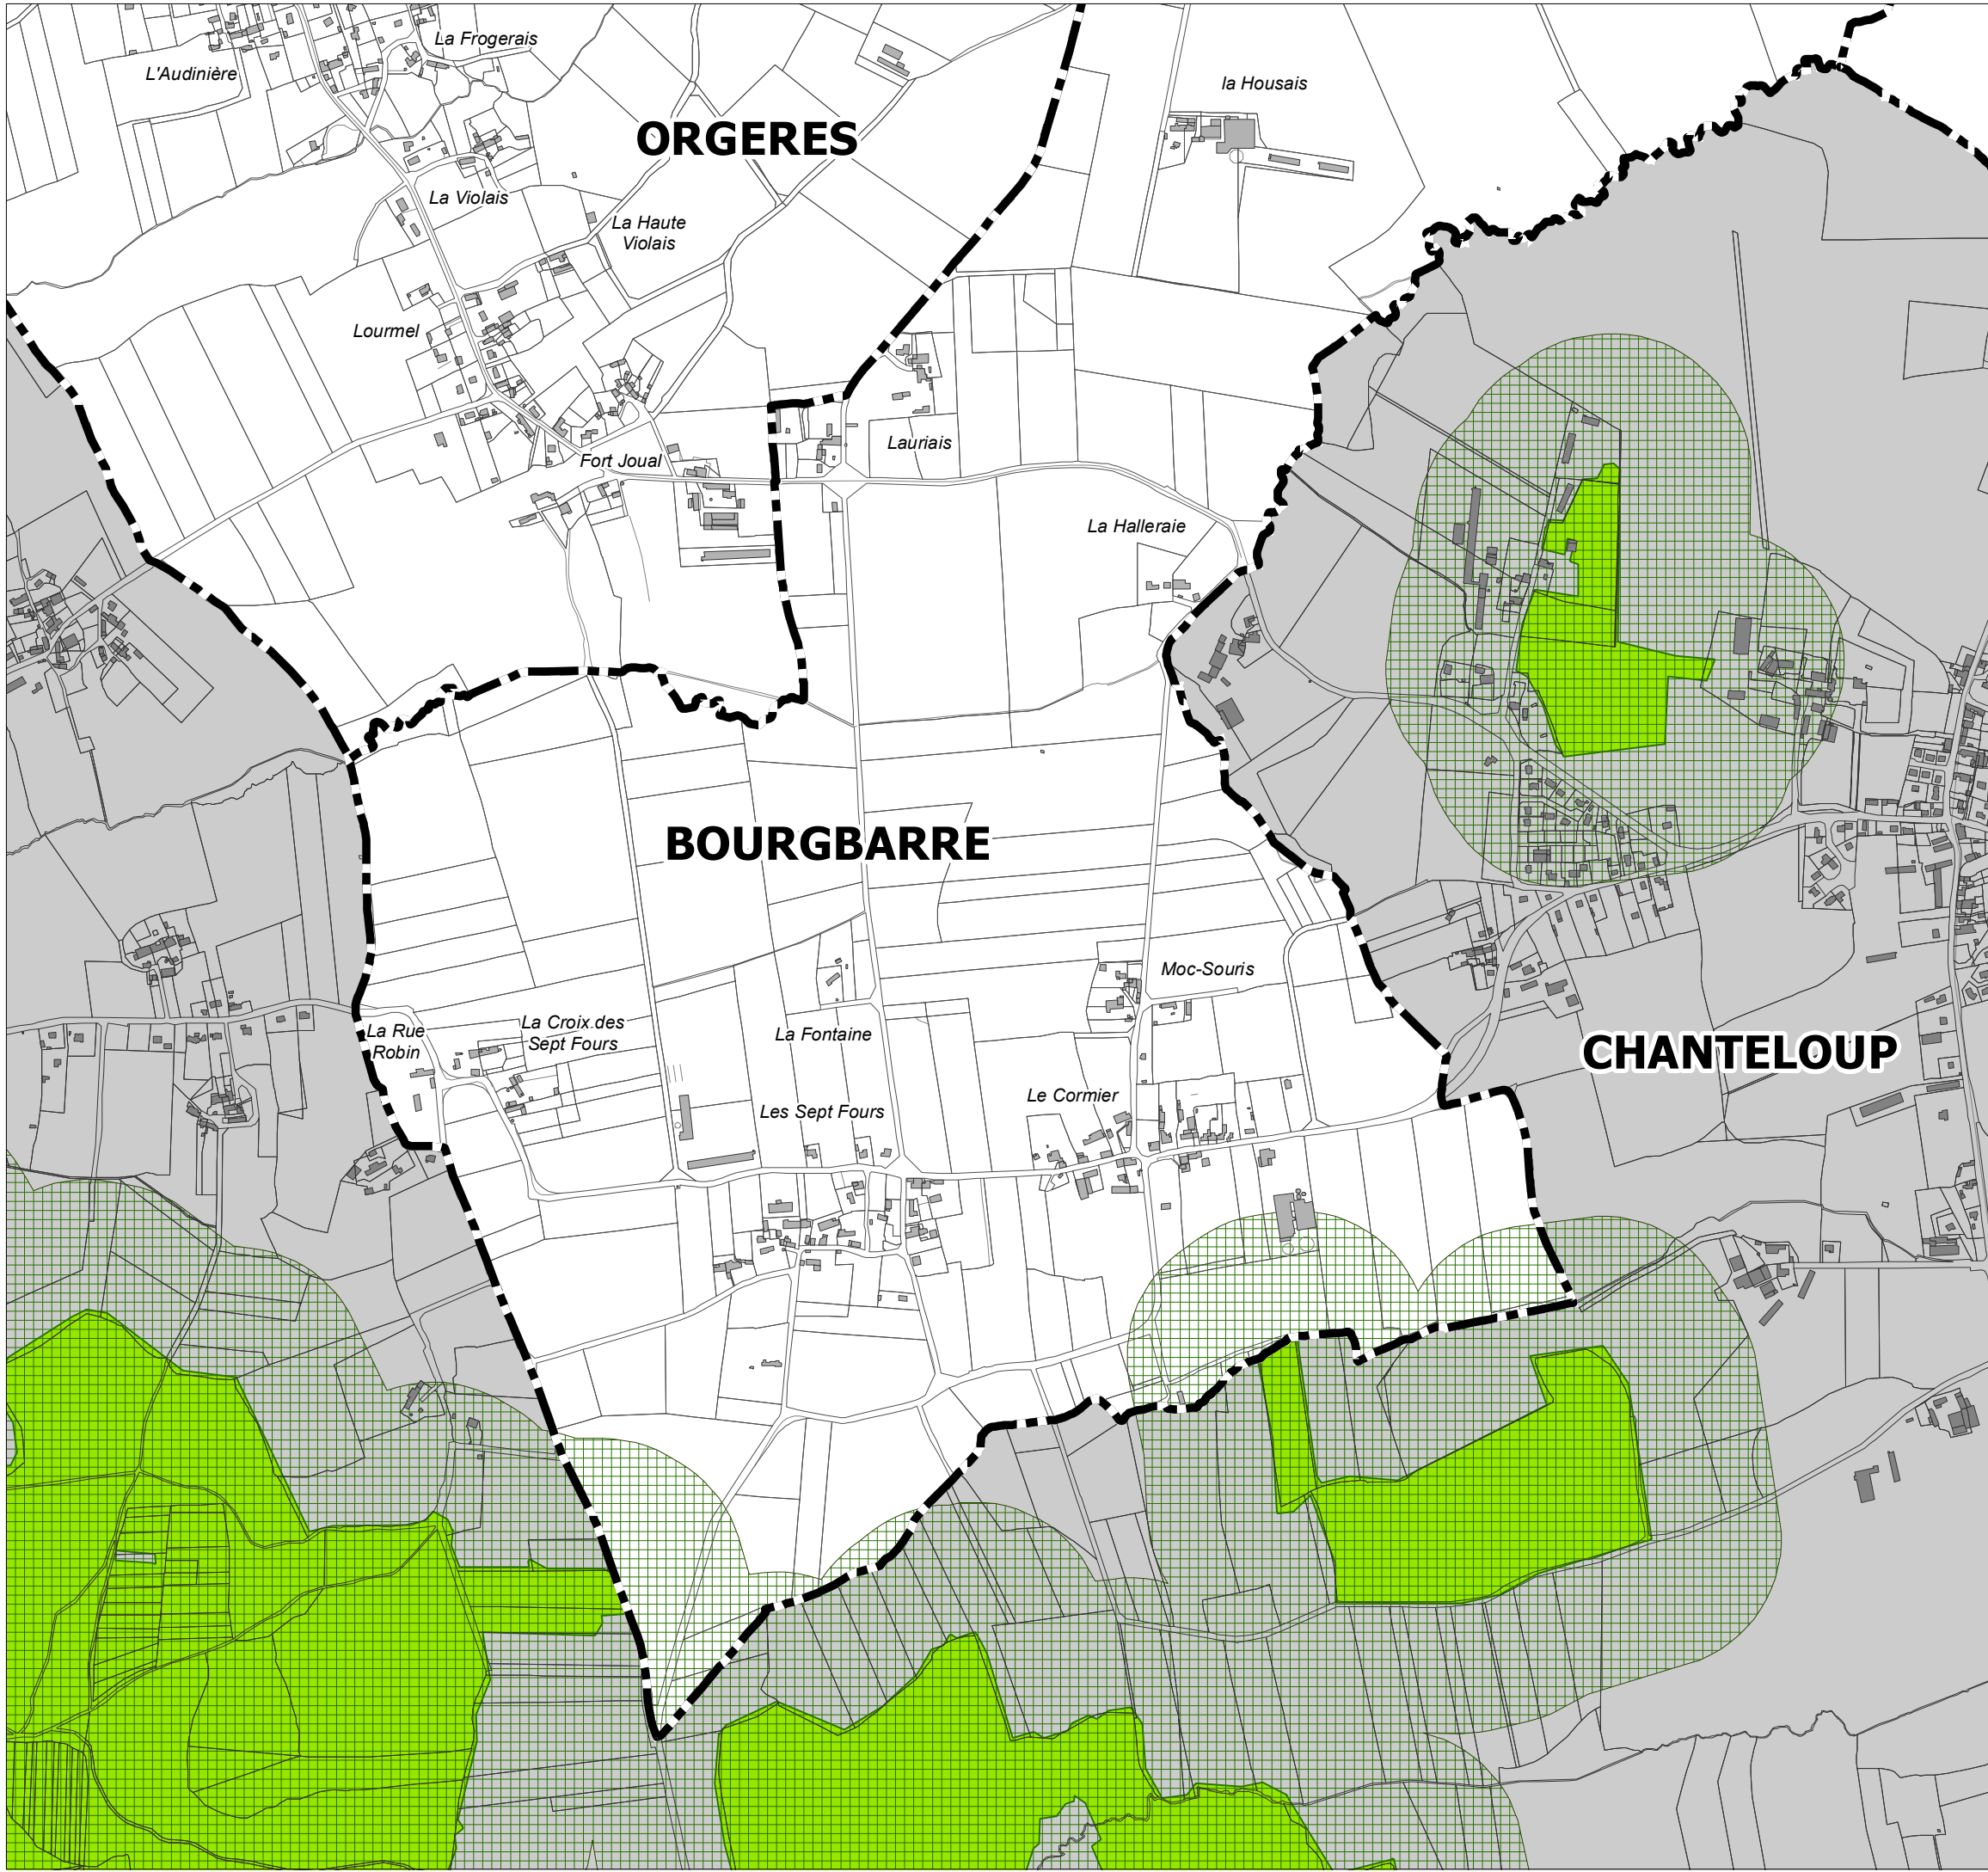 La Frogerais
L'Audinière
la Housais
ORGERES
La Violais
La Haute
Violais
Lourmel
Lauriais
Fort Joual
La Halleraie
BOURGBARRE
Moc-Souris
La Rue
Robin
La Croix des
Sept Fours
La Fontaine
CHANTELOUP
Les Sept Fours
Le Cormier